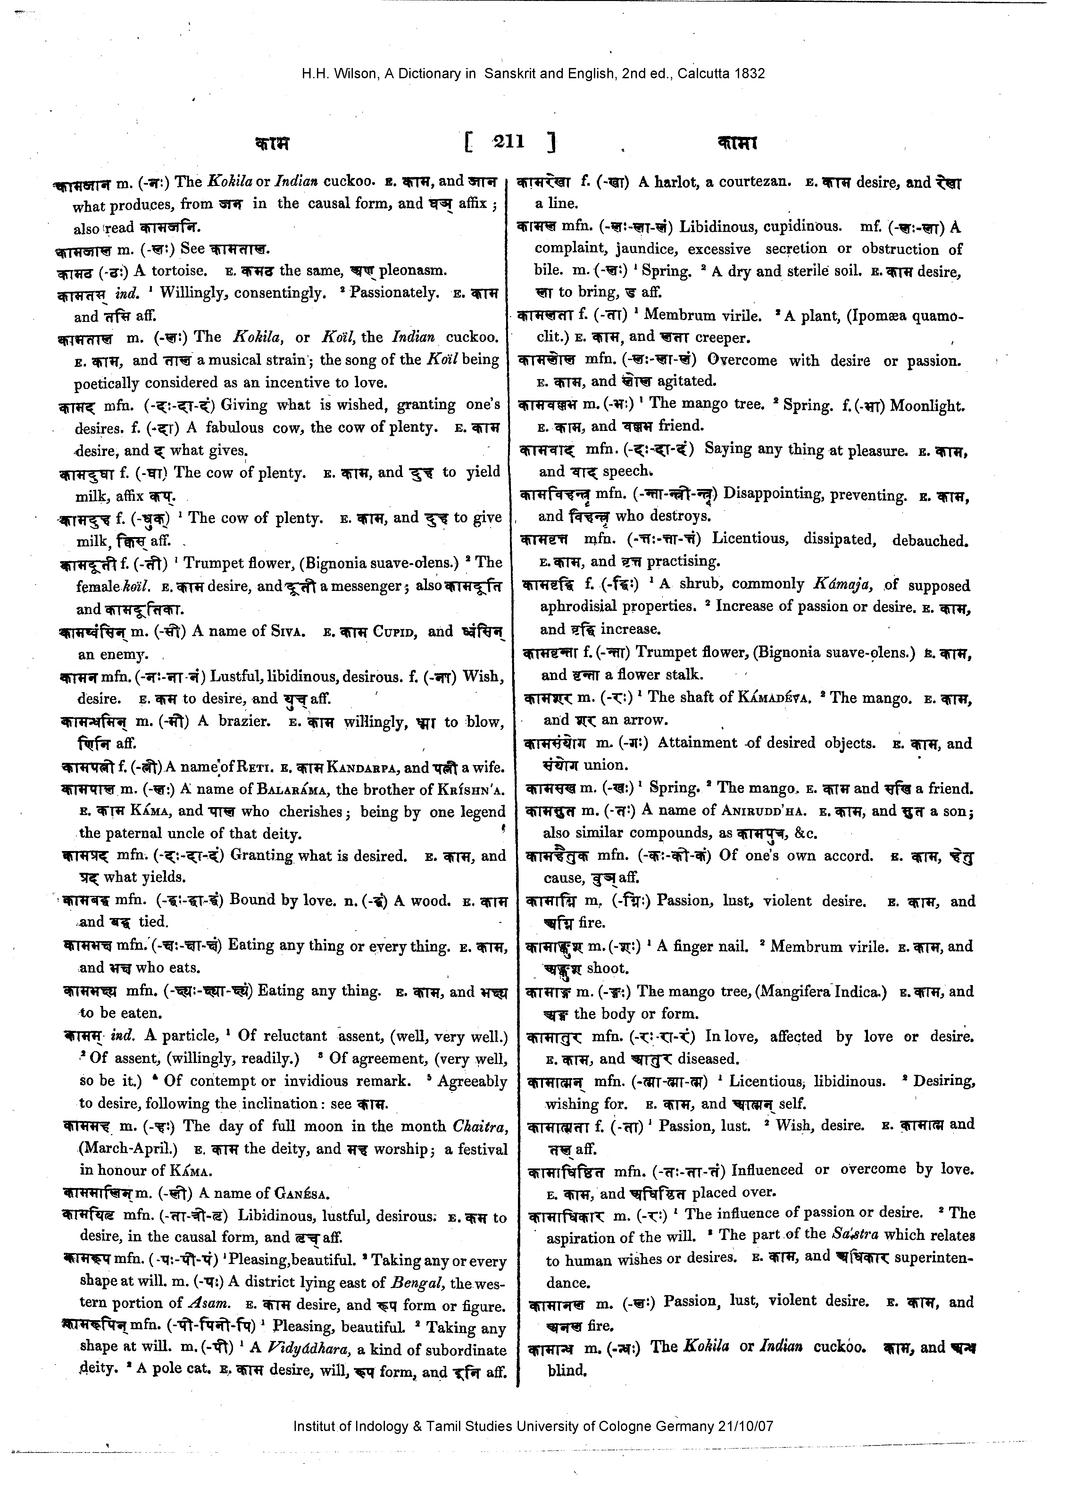 H.H. Wilson, A Dictionary in Sanskrit and English, 2nd ed., Calcutta 1832
काम [ 211 ] कामा
कामजान m. (-नः) The Kokila or Indian cuckoo. E. काम, and जान
what produces, from जन in the causal form, and घञ् affix ;
also read कामजनि.
कामजाल m. (-लः) See कामताल.
कामठ (-ठः) A tortoise. E. कमठ the same, अण् pleonasm.
कामतस् ind. ¹ Willingly, consentingly. ² Passionately. E. काम
and तसि aff.
कामताल m. (-लः) The Kokila, or Koïl, the Indian cuckoo.
E. काम, and ताल a musical strain; the song of the Koïl being
poetically considered as an incentive to love.
कामद mfn. (-दः-दा-दं) Giving what is wished, granting one's
desires. f. (-दा) A fabulous cow, the cow of plenty. E. काम
desire, and द what gives.
कामदुघा f. (-घा) The cow of plenty. E. काम, and दुह to yield
milk, affix कप्.
कामदुह f. (-धुक्) ¹ The cow of plenty. E. काम, and दुह to give
milk, क्विप् aff.
कामदूती f. (-ती) ¹ Trumpet flower, (Bignonia suave-olens.) ² The
female koïl. E. काम desire, and दूती a messenger; also कामदूति
and कामदूतिका.
कामध्वंसिन् m. (-सी) A name of SIVA. E. काम CUPID, and ध्वंसिन्
an enemy.
कामन mfn. (-नः-ना-नं) Lustful, libidinous, desirous. f. (-ना) Wish,
desire. E. कम to desire, and युच् aff.
कामन्धमिन् m. (-मी) A brazier. E. काम willingly, ध्मा to blow,
णिनि aff.
कामपत्नी f. (-त्नी) A name of RETI. E. काम KANDARPA, and पत्नी a wife.
कामपाल m. (-लः) A name of BALARÁMA, the brother of KRÍSHN'A.
E. काम KÁMA, and पाल who cherishes; being by one legend
the paternal uncle of that deity.
कामप्रद mfn. (-दः-दा-दं) Granting what is desired. E. काम, and
प्रद what yields.
कामबद्ध mfn. (-द्धः-द्धा-द्धं) Bound by love. n. (-द्धं) A wood. E. काम
and बद्ध tied.
कामभक्ष mfn. (-क्षः-क्षा-क्षं) Eating any thing or every thing. E. काम,
and भक्ष who eats.
कामभक्ष्य mfn. (-क्ष्यः-क्ष्या-क्ष्यं) Eating any thing. E. काम, and भक्ष्य
to be eaten.
कामम् ind. A particle, ¹ Of reluctant assent, (well, very well.)
² Of assent, (willingly, readily.) ³ Of agreement, (very well,
so be it.) ⁴ Of contempt or invidious remark. ⁵ Agreeably
to desire, following the inclination: see काम.
काममह m. (-हः) The day of full moon in the month Chaitra,
(March-April.) E. काम the deity, and मह worship; a festival
in honour of KÁMA.
काममालिन् m. (-ली) A name of GANÉSA.
कामयितृ mfn. (-ता-त्री-तृ) Libidinous, lustful, desirous. E. कम to
desire, in the causal form, and तृच् aff.
कामरूप mfn. (-पः-पी-पं) ¹Pleasing, beautiful. ² Taking any or every
shape at will. m. (-पः) A district lying east of Bengal, the wes-
tern portion of Asam. E. काम desire, and रूप form or figure.
कामरूपिन् mfn. (-पी-पिनी-पि) ¹ Pleasing, beautiful. ² Taking any
shape at will. m. (-पी) ¹ A Vidyádhara, a kind of subordinate
deity. ² A pole cat. E. काम desire, will, रूप form, and इनि aff.
कामरेखा f. (-खा) A harlot, a courtezan. E. काम desire, and रेखा
a line.
कामल mfn. (-लः-ला-लं) Libidinous, cupidinous. mf. (-लः-ला) A
complaint, jaundice, excessive secretion or obstruction of
bile. m. (-लः) ¹ Spring. ² A dry and sterile soil. E. काम desire,
ला to bring, ड aff.
कामलता f. (-ता) ¹ Membrum virile. ² A plant, (Ipomæa quamo-
clit.) E. काम, and लता creeper.
कामलोल mfn. (-लः-ला-लं) Overcome with desire or passion.
E. काम, and लोल agitated.
कामवल्लभ m. (-भः) ¹ The mango tree. ² Spring. f. (-भा) Moonlight.
E. काम, and वल्लभ friend.
कामवाद mfn. (-दः-दा-दं) Saying any thing at pleasure. E. काम,
and वाद speech.
कामविहन्तृ mfn. (-न्ता-न्त्री-न्तृ) Disappointing, preventing. E. काम,
and विहन्तृ who destroys.
कामवृत्त mfn. (-त्तः-त्ता-त्तं) Licentious, dissipated, debauched.
E. काम, and वृत्त practising.
कामवृद्धि f. (-द्धिः) ¹ A shrub, commonly Kámaja, of supposed
aphrodisial properties. ² Increase of passion or desire. E. काम,
and वृद्धि increase.
कामवृन्ता f. (-न्ता) Trumpet flower, (Bignonia suave-olens.) E. काम,
and वृन्ता a flower stalk.
कामशर m. (-रः) ¹ The shaft of KÁMADÉVA. ² The mango. E. काम,
and शर an arrow.
कामसंयोग m. (-गः) Attainment of desired objects. E. काम, and
संयोग union.
कामसख m. (-खः) ¹ Spring. ² The mango. E. काम and सखि a friend.
कामसुत m. (-तः) A name of ANIRUDD'HA. E. काम, and सुत a son;
also similar compounds, as कामपुत्र, &c.
कामहैतुक mfn. (-कः-की-कं) Of one's own accord. E. काम, हेतु
cause, वुञ् aff.
कामाग्नि m. (-ग्निः) Passion, lust, violent desire. E. काम, and
अग्नि fire.
कामाङ्कुश m. (-शः) ¹ A finger nail. ² Membrum virile. E. काम, and
अङ्कुश shoot.
कामाङ्ग m. (-ङ्गः) The mango tree, (Mangifera Indica.) E. काम, and
अङ्ग the body or form.
कामातुर mfn. (-रः-रा-रं) In love, affected by love or desire.
E. काम, and आतुर diseased.
कामात्मन् mfn. (-त्मा-त्मा-त्म) ¹ Licentious, libidinous. ² Desiring,
wishing for. E. काम, and आत्मन् self.
कामात्मता f. (-ता) ¹ Passion, lust. ² Wish, desire. E. कामात्म and
तल् aff.
कामाधिष्ठित mfn. (-तः-ता-तं) Influenced or overcome by love.
E. काम, and अधिष्ठित placed over.
कामाधिकार m. (-रः) ¹ The influence of passion or desire. ² The
aspiration of the will. ³ The part of the Sástra which relates
to human wishes or desires. E. काम, and अधिकार superinten-
dance.
कामानल m. (-लः) Passion, lust, violent desire. E. काम, and
अनल fire.
कामान्ध m. (-न्धः) The Kokila or Indian cuckoo. काम, and अन्ध
blind.
Institut of Indology & Tamil Studies University of Cologne Germany 21/10/07